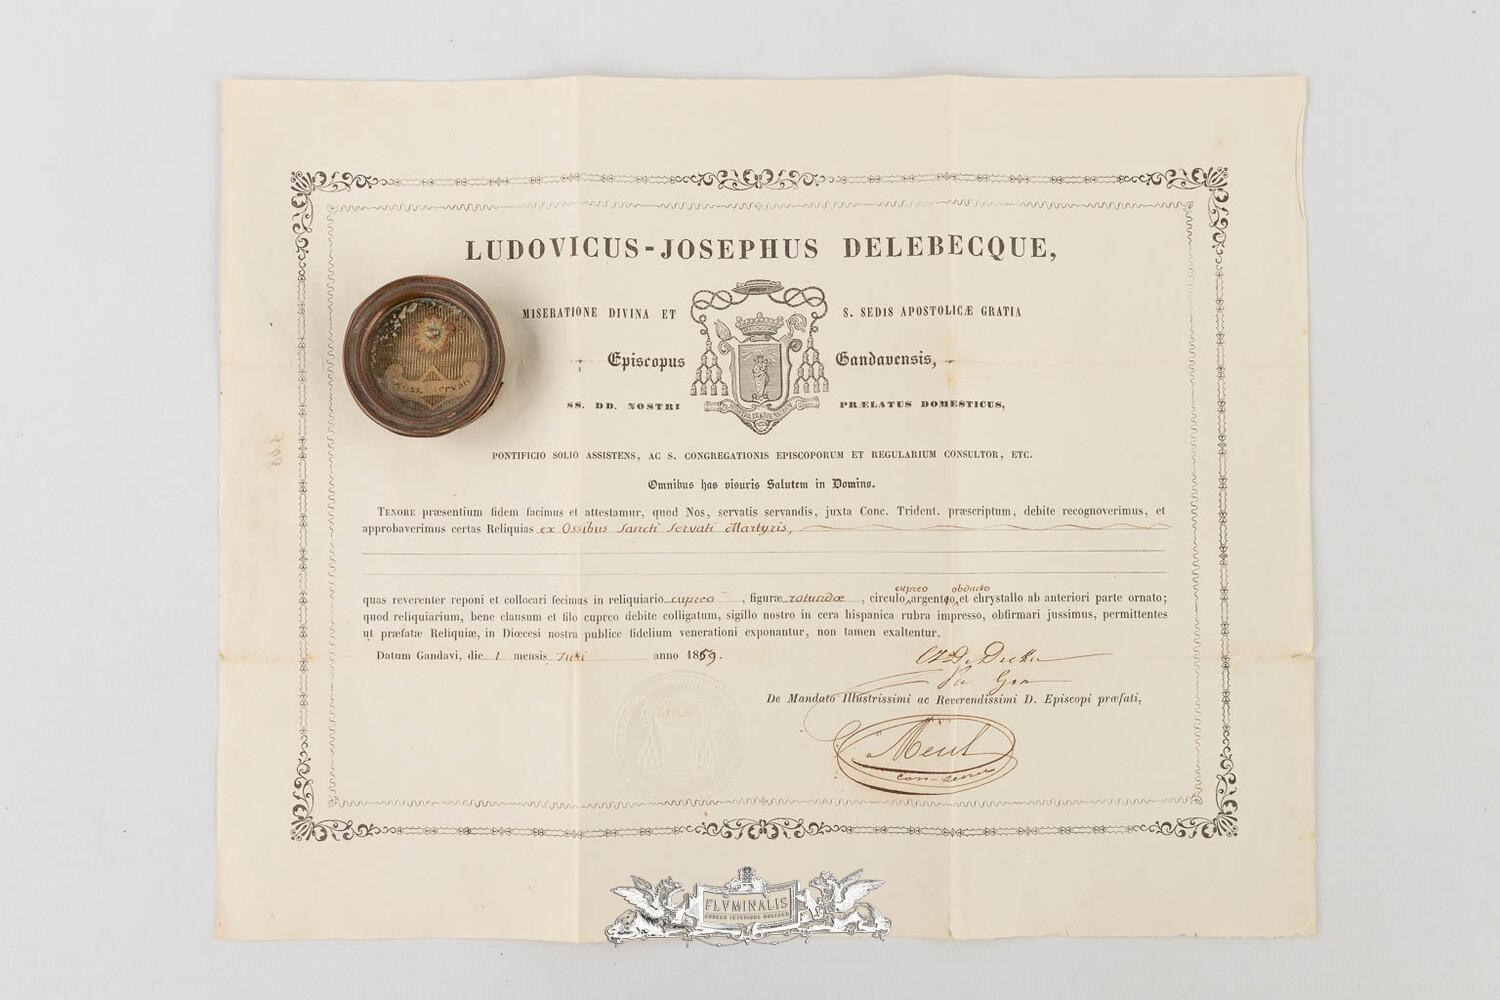 LUDOVICUS-JOSEPHUS DELEBECQUE,
MISERATIONE DIVINA ET S. SEDIS APOSTOLICÆ GRATIA
Episcopus Gandavensis,
SS. DD. NOSTRI PRÆLATUS DOMESTICUS,
PONTIFICIO SOLIO ASSISTENS, AC S. CONGREGATIONIS EPISCOPORUM ET REGULARIUM CONSULTOR, ETC.
Omnibus has visuris Salutem in Domino.
TENORE præsentium fidem facimus et attestamur, quod Nos, servatis servandis, juxta Conc. Trident. præscriptum, debite recognoverimus, et
approbaverimus certas Reliquias ex Ossibus Sancti Servati Martyris,
cupreo obducto
quas reverenter reponi et collocari fecimus in reliquiario cupreo, figuræ rotundæ, circulo argento, et chrystallo ab anteriori parte ornato;
quod reliquiarium, bene clausum et filo cupreo debite colligatum, sigillo nostro in cera hispanica rubra impresso, obfirmari jussimus, permittentes
ut præfatæ Reliquiæ, in Diœcesi nostra publice fidelium venerationi exponantur, non tamen exaltentur.
Datum Gandavi, die 1 mensis Juni anno 1859.
De Mandato Illustrissimi ac Reverendissimi D. Episcopi præfati,
oss. Servati
FLVMINALIS